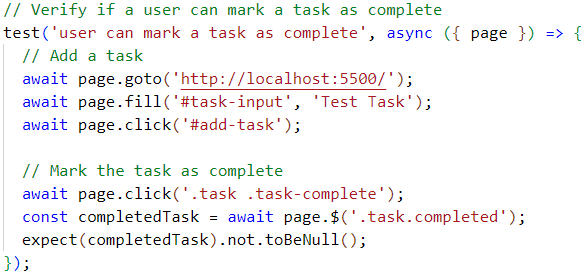 // Verify if a user can mark a task as complete
test('user can mark a task as complete', async ({ page }) => {
  // Add a task
  await page.goto('http://localhost:5500/');
  await page.fill('#task-input', 'Test Task');
  await page.click('#add-task');

  // Mark the task as complete
  await page.click('.task .task-complete');
  const completedTask = await page.$('.task.completed');
  expect(completedTask).not.toBeNull();
});